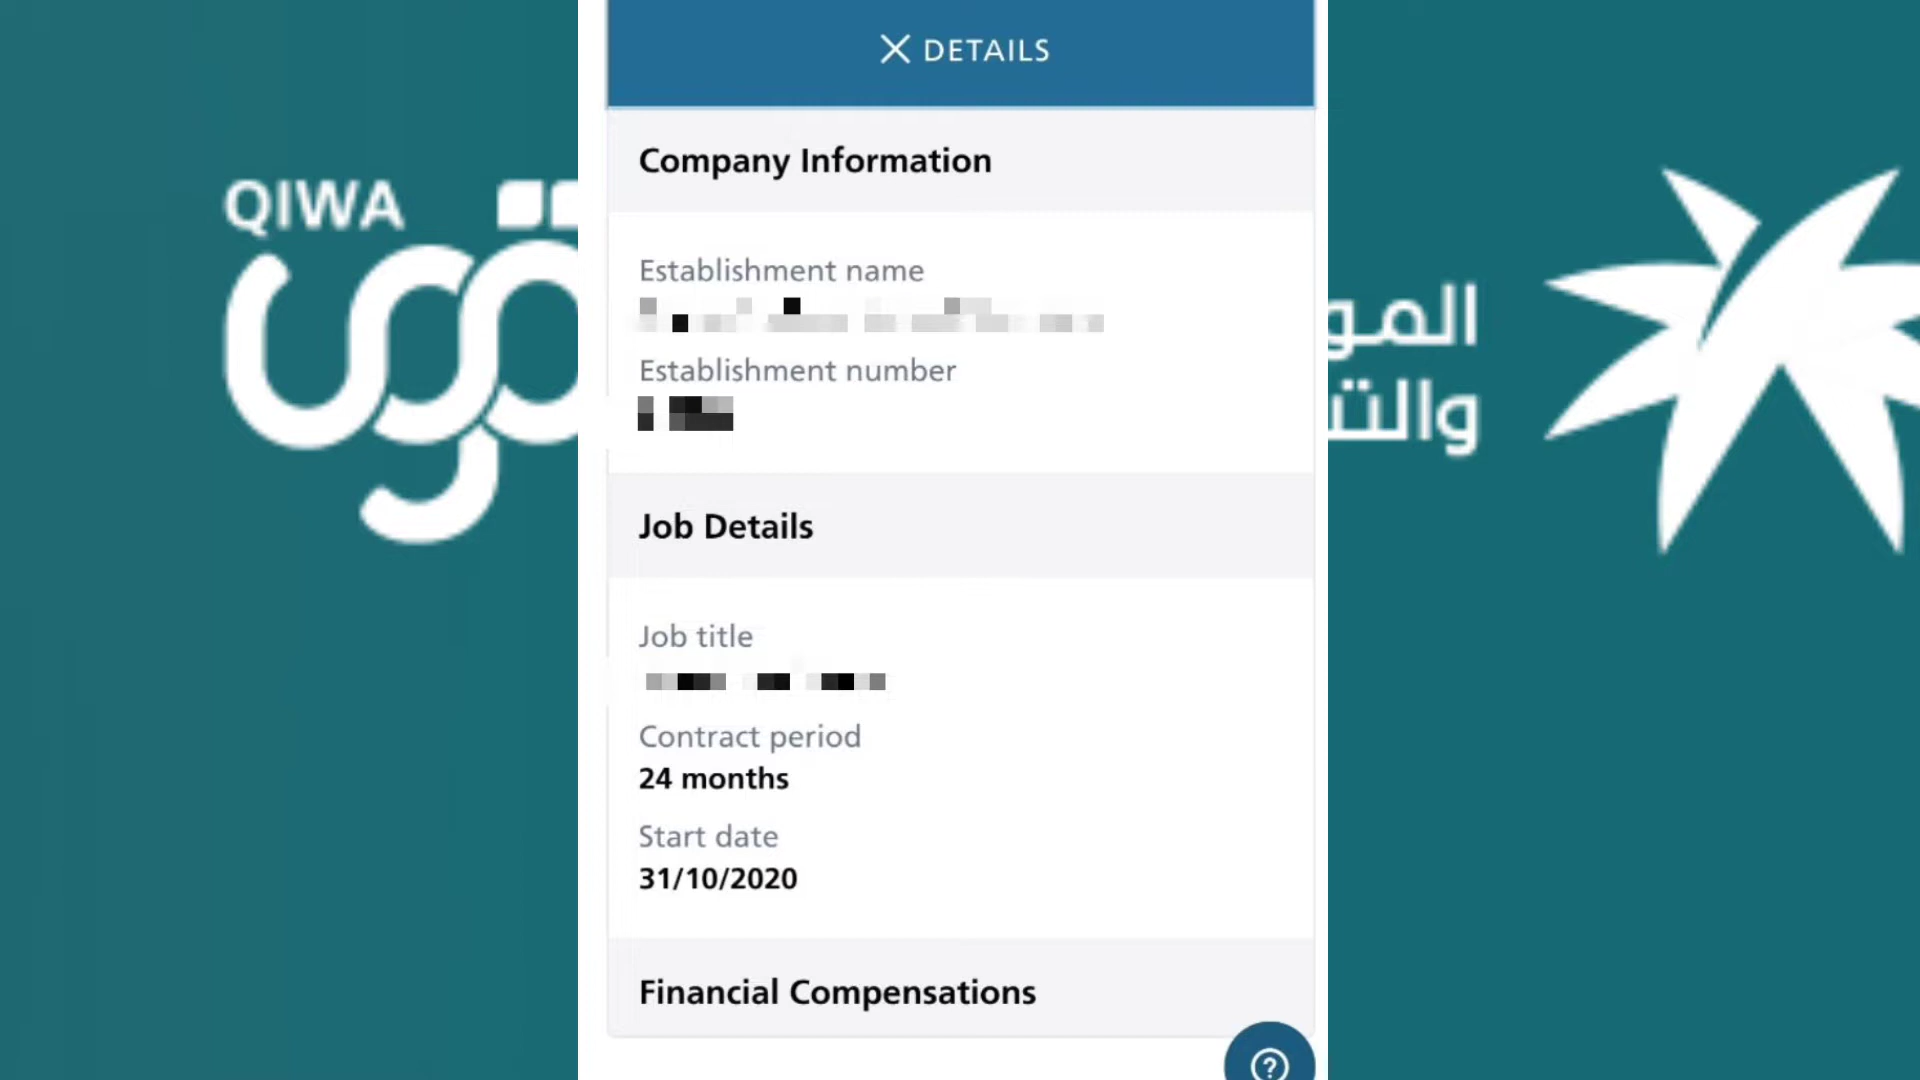 DETAILS
Company Information
QIWA
Establishment name
Establishment number
Job Details
Job title
Contract period
24 months
Start date
31/10/2020
Financial Compensations